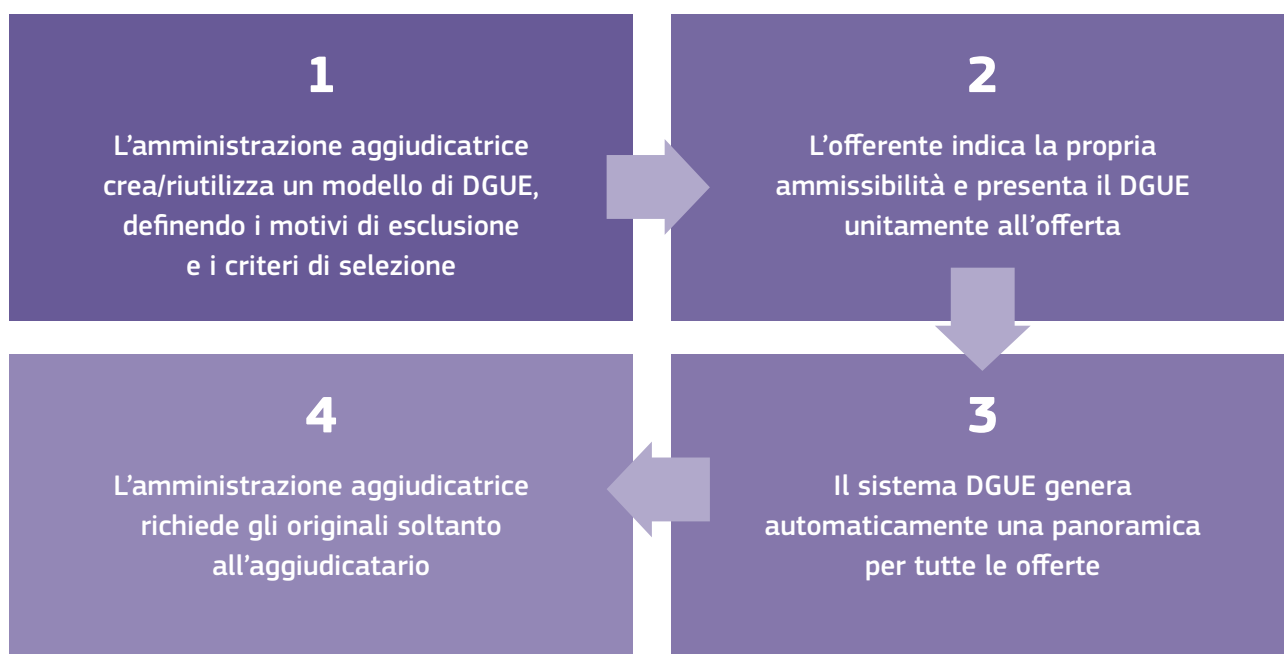 1
L'amministrazione aggiudicatrice
crea/riutilizza un modello di DGUE,
definendo i motivi di esclusione
e i criteri di selezione
2
L'offerente indica la propria
ammissibilità e presenta il DGUE
unitamente all'offerta
3
Il sistema DGUE genera
automaticamente una panoramica
per tutte le offerte
4
L'amministrazione aggiudicatrice
richiede gli originali soltanto
all'aggiudicatario